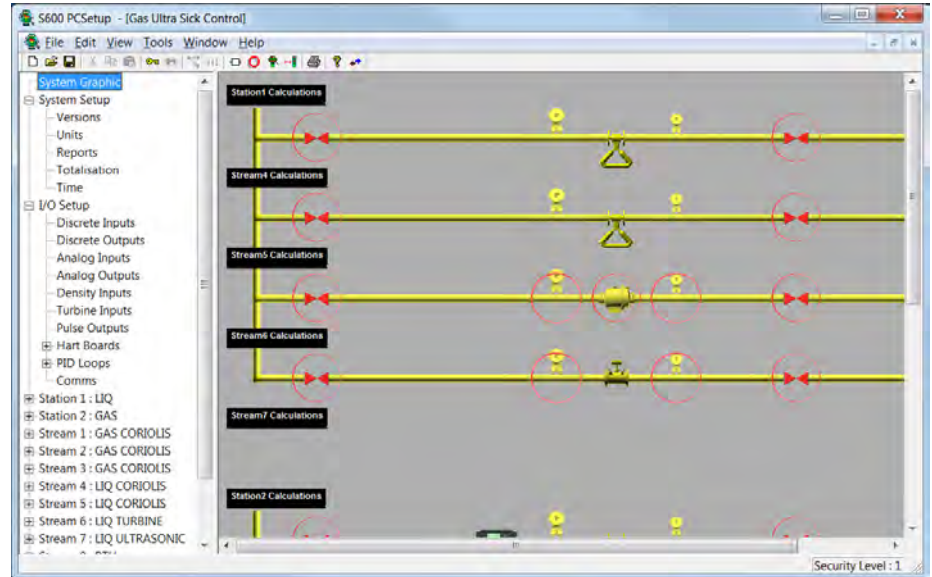 S600 PCSetup - [Gas Ultra Sick Control]
File Edit View Tools Window Help
System Graphic
System Setup
Versions
Units
Reports
Totalisation
Time
I/O Setup
Discrete Inputs
Discrete Outputs
Analog Inputs
Analog Outputs
Density Inputs
Turbine Inputs
Pulse Outputs
Hart Boards
PID Loops
Comms
Station 1 : LIQ
Station 2 : GAS
Stream 1 : GAS CORIOLIS
Stream 2 : GAS CORIOLIS
Stream 3 : GAS CORIOLIS
Stream 4 : LIQ CORIOLIS
Stream 5 : LIQ CORIOLIS
Stream 6 : LIQ TURBINE
Stream 7 : LIQ ULTRASONIC
Station1 Calculations
Stream4 Calculations
Stream5 Calculations
Stream6 Calculations
Stream7 Calculations
Station2 Calculations
Security Level : 1